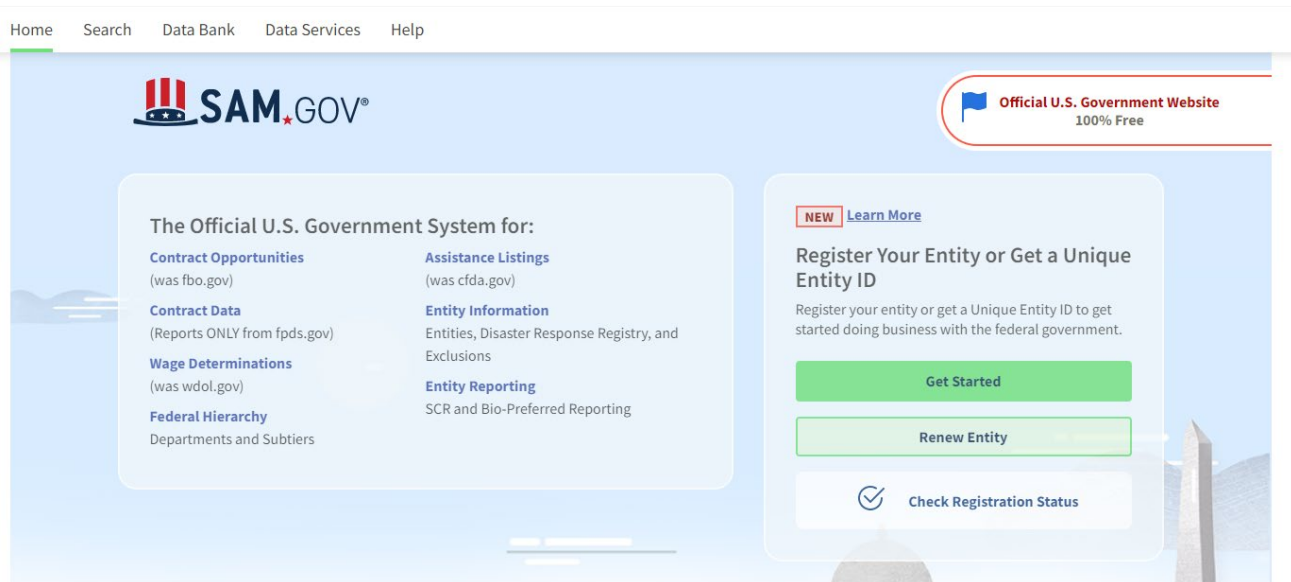 Home Search Data Bank Data Services Help
SAM.GOV®
Official U.S. Government Website
100% Free
The Official U.S. Government System for:
Contract Opportunities
(was fbo.gov)
Contract Data
(Reports ONLY from fpds.gov)
Wage Determinations
(was wdol.gov)
Federal Hierarchy
Departments and Subtiers
Assistance Listings
(was cfda.gov)
Entity Information
Entities, Disaster Response Registry, and
Exclusions
Entity Reporting
SCR and Bio-Preferred Reporting
NEW Learn More
Register Your Entity or Get a Unique
Entity ID
Register your entity or get a Unique Entity ID to get
started doing business with the federal government.
Get Started
Renew Entity
Check Registration Status